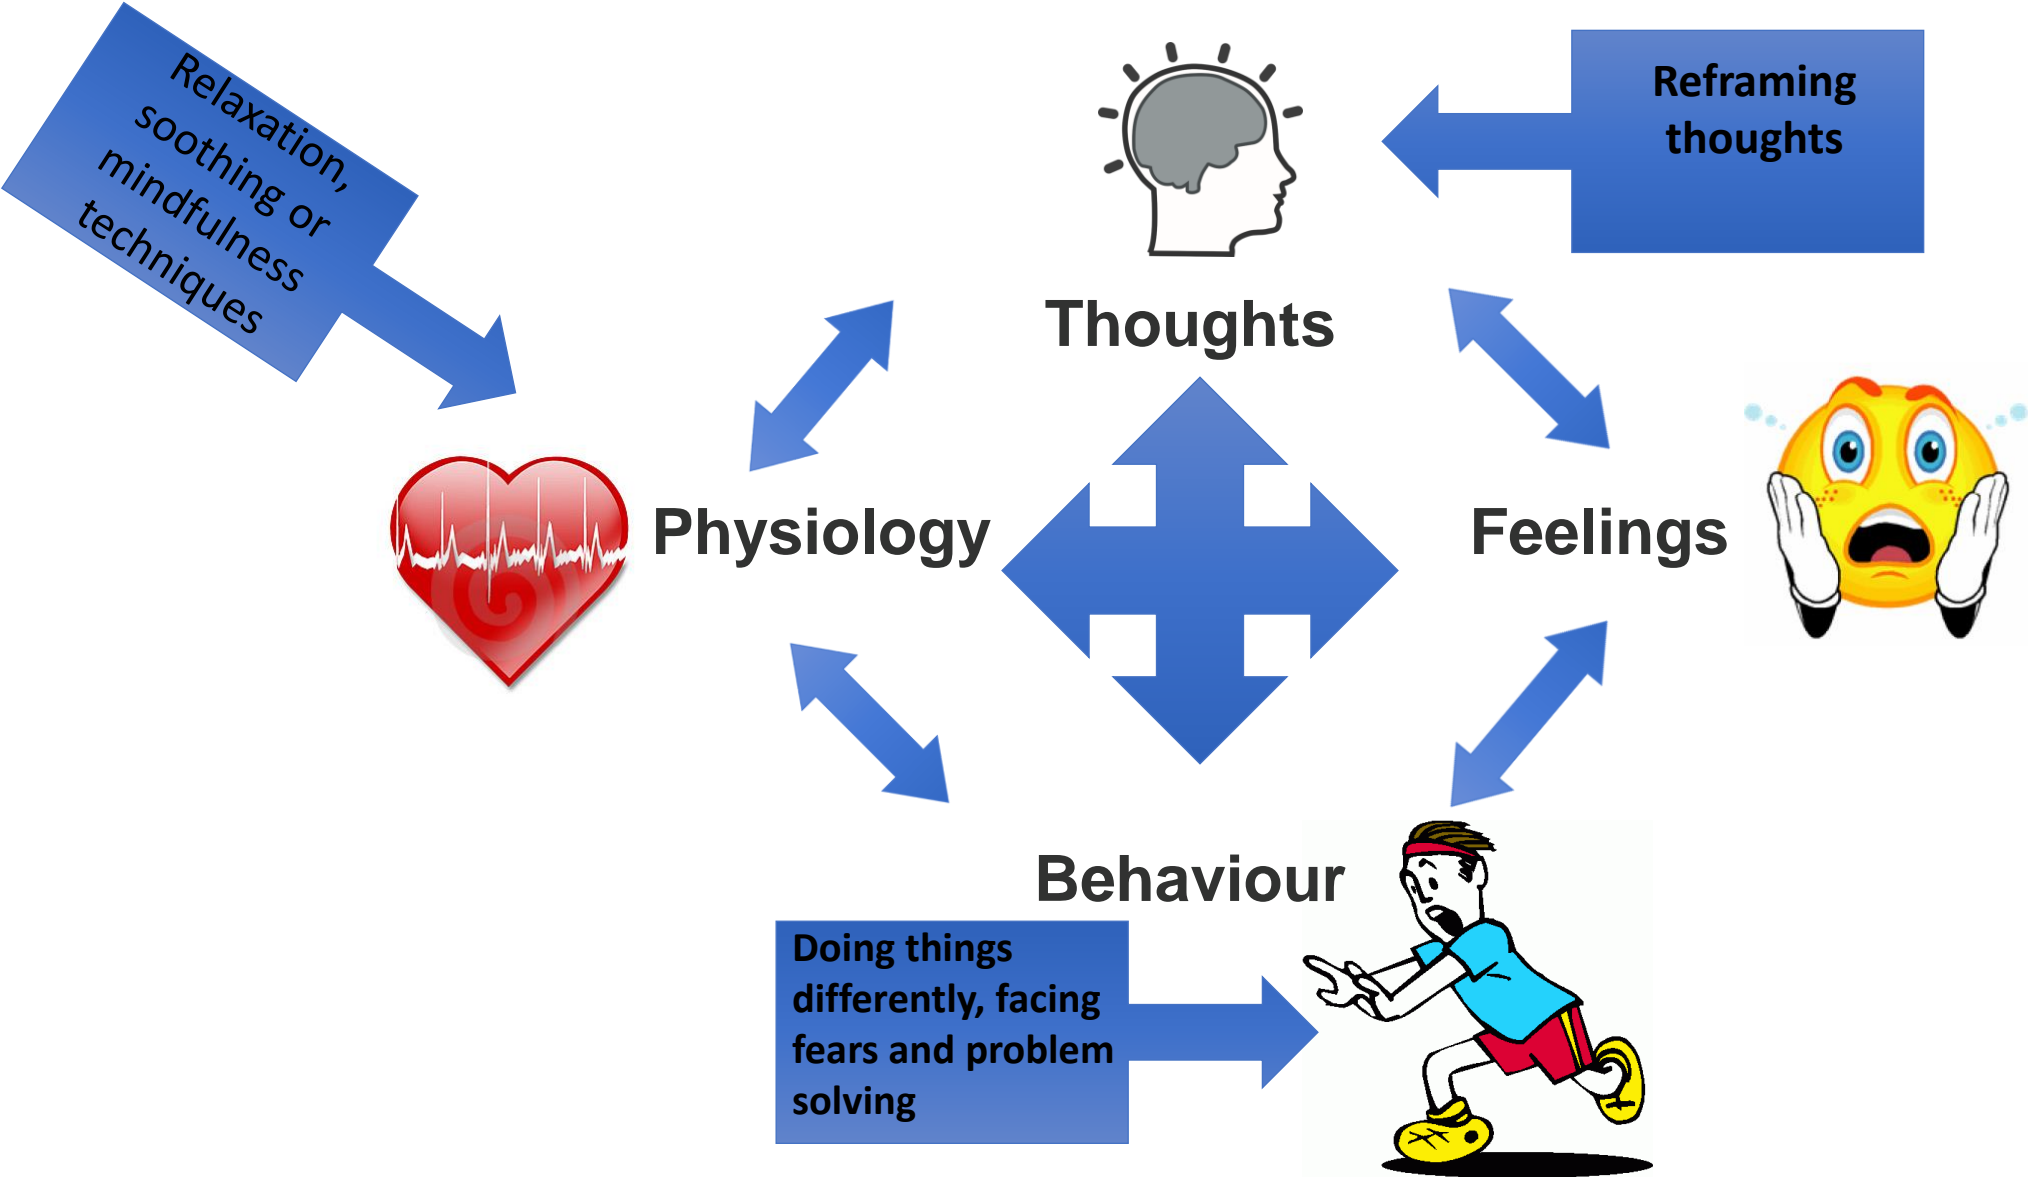 Relaxation,
soothing or
mindfulness
techniques
Reframing
thoughts
Thoughts
Physiology
Feelings
Behaviour
Doing things
differently, facing
fears and problem
solving